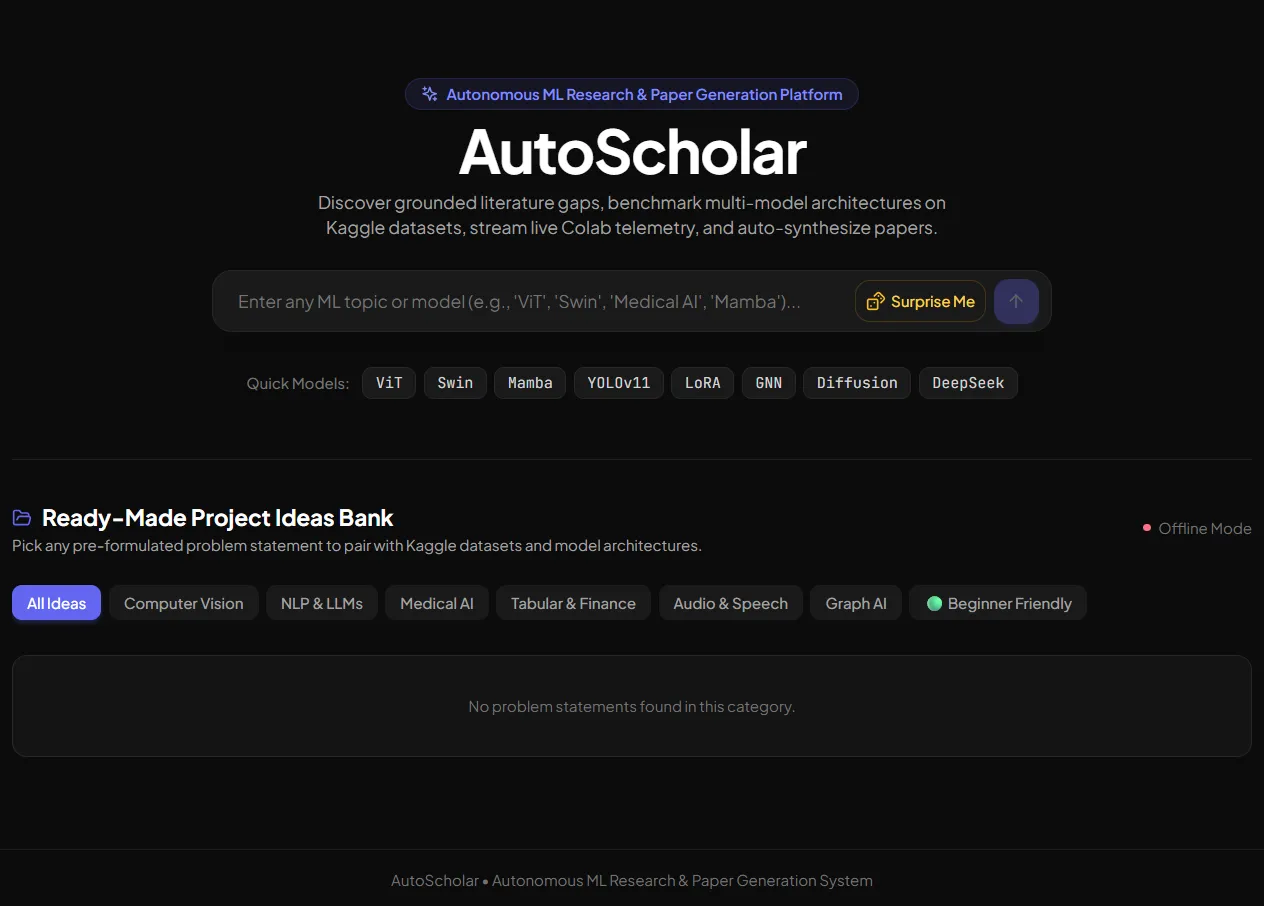 Autonomous ML Research & Paper Generation Platform
AutoScholar
Discover grounded literature gaps, benchmark multi-model architectures on
Kaggle datasets, stream live Colab telemetry, and auto-synthesize papers.
Enter any ML topic or model (e.g., 'ViT', 'Swin', 'Medical AI', 'Mamba')... Surprise Me
Quick Models: ViT Swin Mamba YOLOv11 LoRA GNN Diffusion DeepSeek
Ready-Made Project Ideas Bank
Offline Mode
Pick any pre-formulated problem statement to pair with Kaggle datasets and model architectures.
All Ideas Computer Vision NLP & LLMs Medical AI Tabular & Finance Audio & Speech Graph AI Beginner Friendly
No problem statements found in this category.
AutoScholar • Autonomous ML Research & Paper Generation System